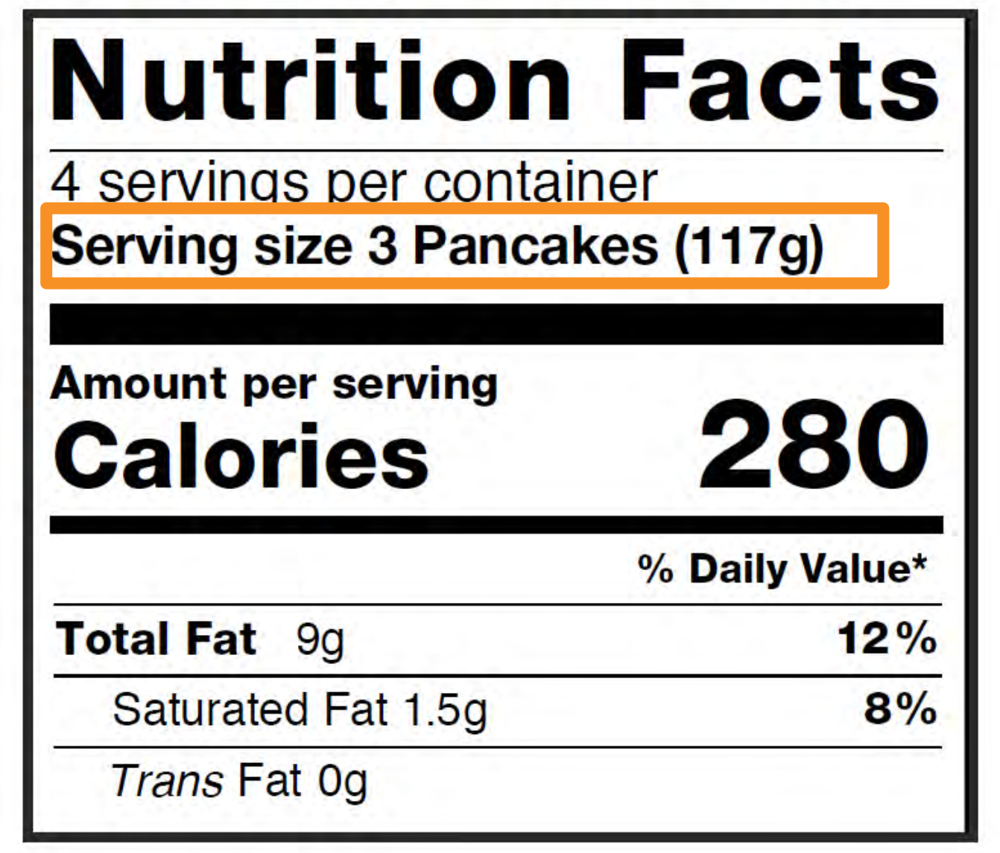 Nutrition Facts
4 servings per container
Serving size 3 Pancakes (117g)
Amount per serving
Calories 280
% Daily Value*
Total Fat 9g 12%
Saturated Fat 1.5g 8%
Trans Fat 0g